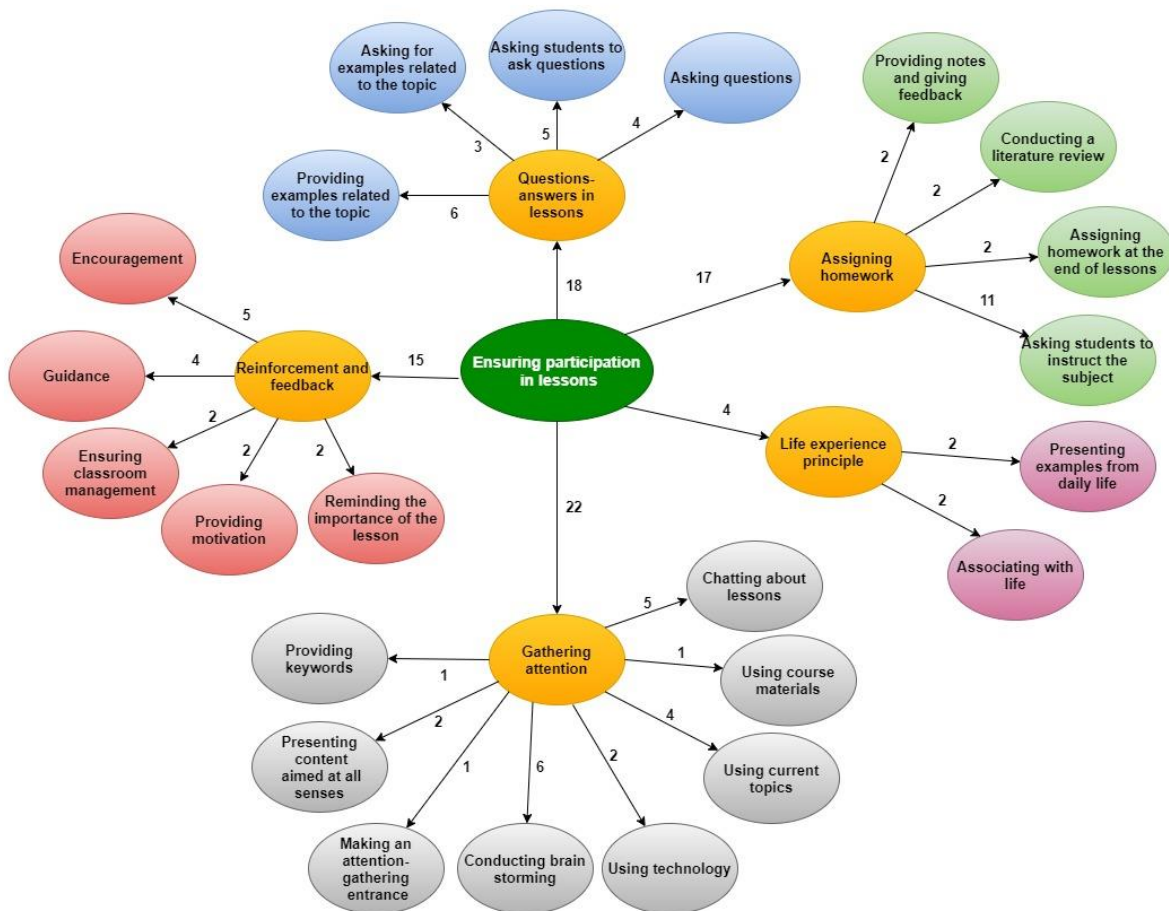 Asking for
examples related
to the topic
Asking students to
ask questions
Asking questions
3
5
4
Providing
examples related
to the topic
6
Questions-
answers in
lessons
18
Providing notes
and giving
feedback
Conducting a
literature review
Assigning
homework at the
end of lessons
Asking students to
instruct the
subject
2
2
2
11
Assigning
homework
17
Encouragement
Guidance
Ensuring
classroom
management
Providing
motivation
Reminding the
importance of the
lesson
5
4
2
2
2
Reinforcement and
feedback
15
Ensuring participation
in lessons
4
Life experience
principle
2
Presenting
examples from
daily life
2
Associating with
life
22
Gathering
attention
5
Chatting about
lessons
1
Using course
materials
4
Using current
topics
2
Using technology
6
Conducting brain
storming
1
Making an
attention-
gathering
entrance
2
Presenting
content
aimed at all
senses
1
Providing
keywords